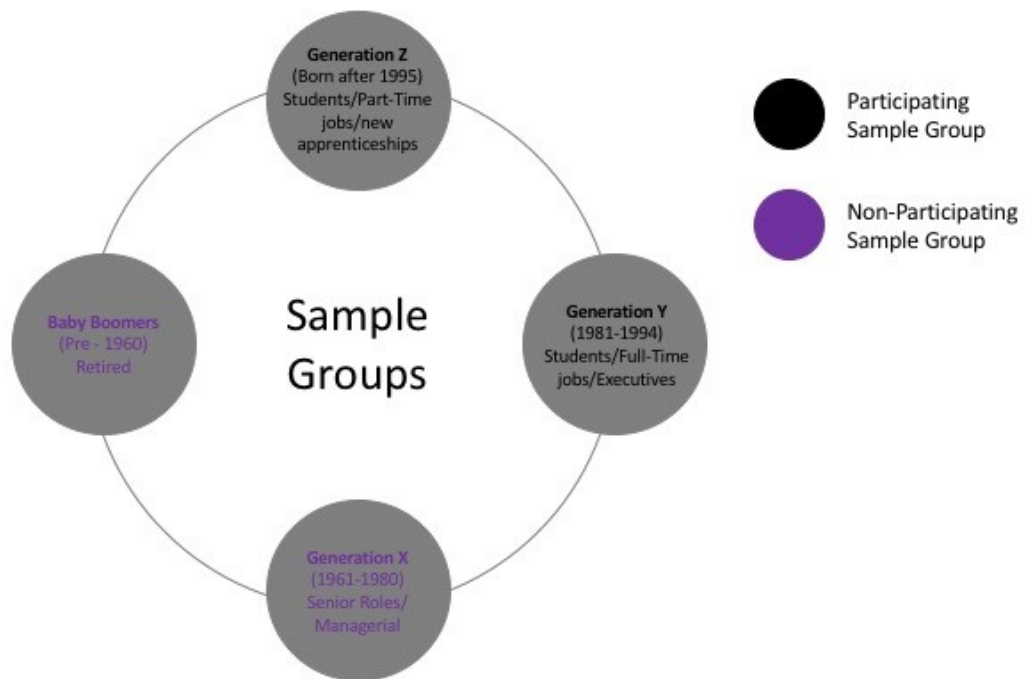 Generation Z
(Born after 1995)
Students/Part-Time
jobs/new
apprenticeships
Participating
Sample Group
Non-Participating
Sample Group
Baby Boomers
(Pre - 1960)
Retired
Sample
Groups
Generation Y
(1981-1994)
Students/Full-Time
jobs/Executives
Generation X
(1961-1980)
Senior Roles/
Managerial